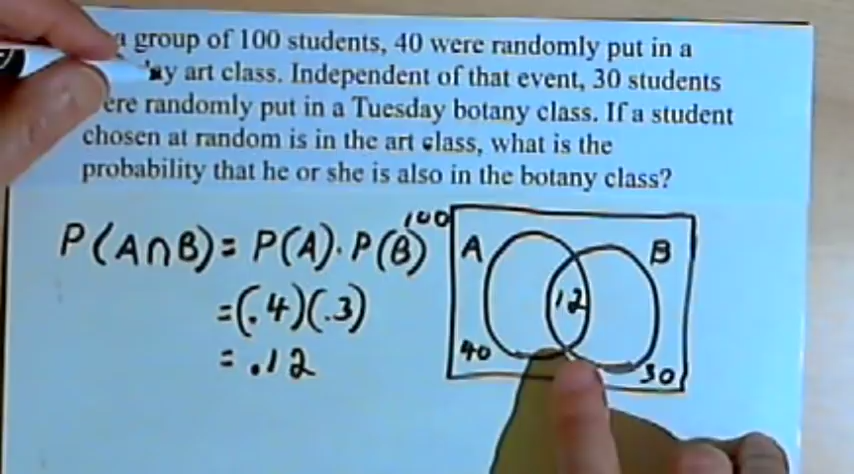 a group of 100 students, 40 were randomly put in a
art class. Independent of that event, 30 students
randomly put in a Tuesday botany class. If a student
chosen at random is in the art class, what is the
probability that he or she is also in the botany class?
P(A∩B) = P(A)·P(B)
=(.4)(.3)
= .12
100
A
B
12
40
30